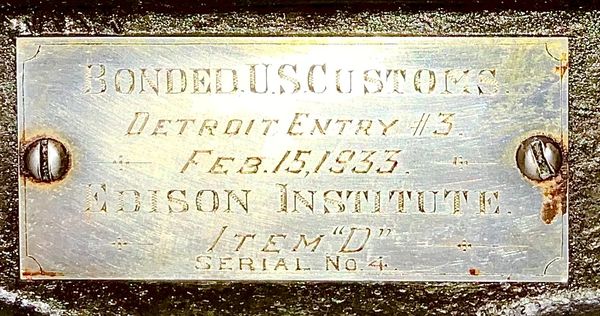 BONDED.U.S CUSTOMS.
DETROIT ENTRY #3.
FEB. 15, 1933.
EDISON INSTITUTE.
ITEM "D"
SERIAL NO 4.